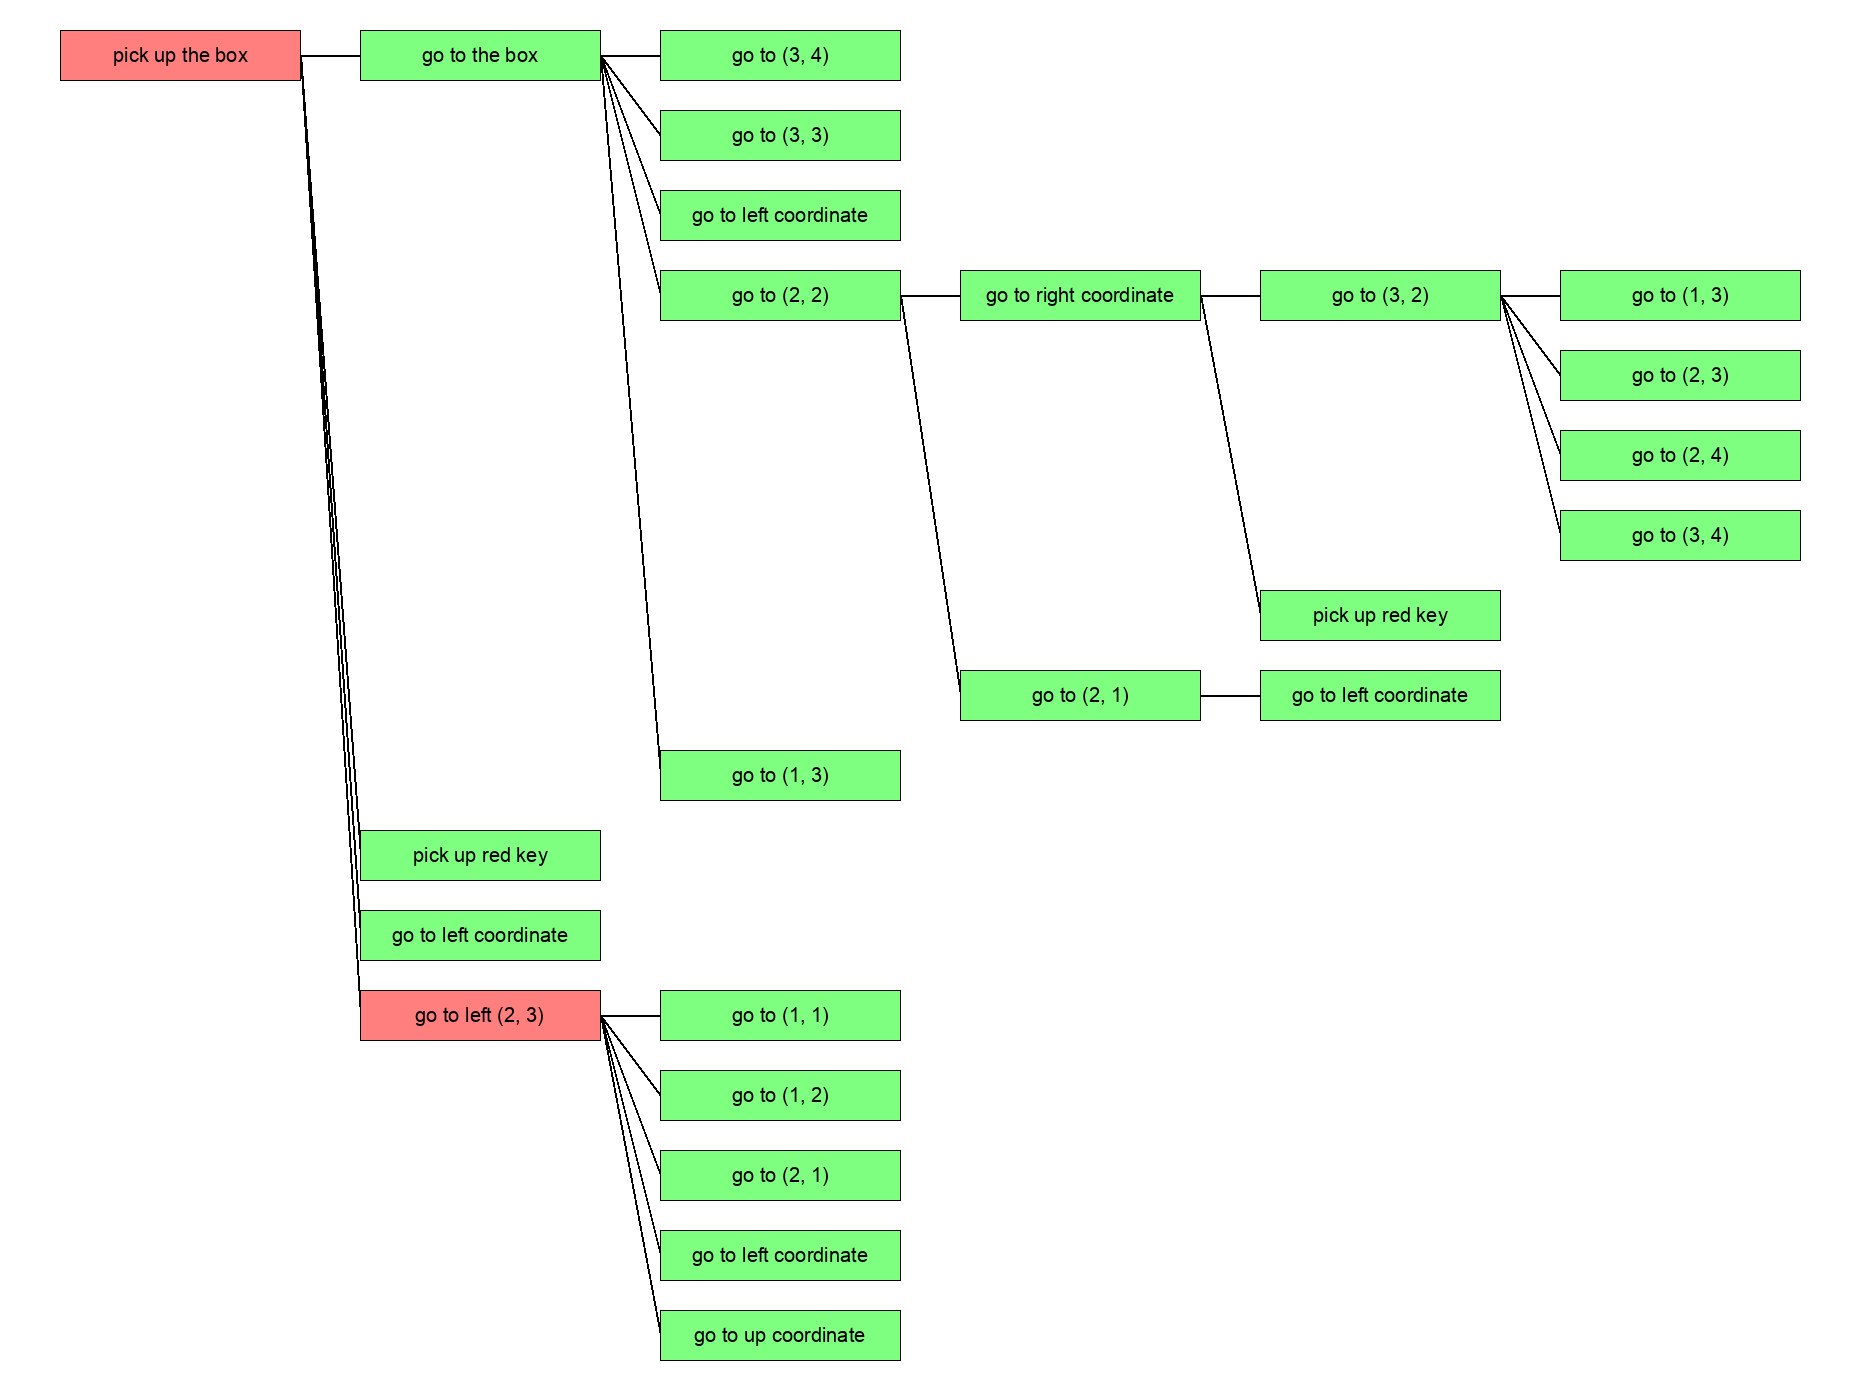 pick up the box
go to the box
go to (3, 4)
go to (3, 3)
go to left coordinate
go to (2, 2)
go to right coordinate
go to (3, 2)
go to (1, 3)
go to (2, 3)
go to (2, 4)
go to (3, 4)
pick up red key
go to (2, 1)
go to left coordinate
go to (1, 3)
pick up red key
go to left coordinate
go to left (2, 3)
go to (1, 1)
go to (1, 2)
go to (2, 1)
go to left coordinate
go to up coordinate